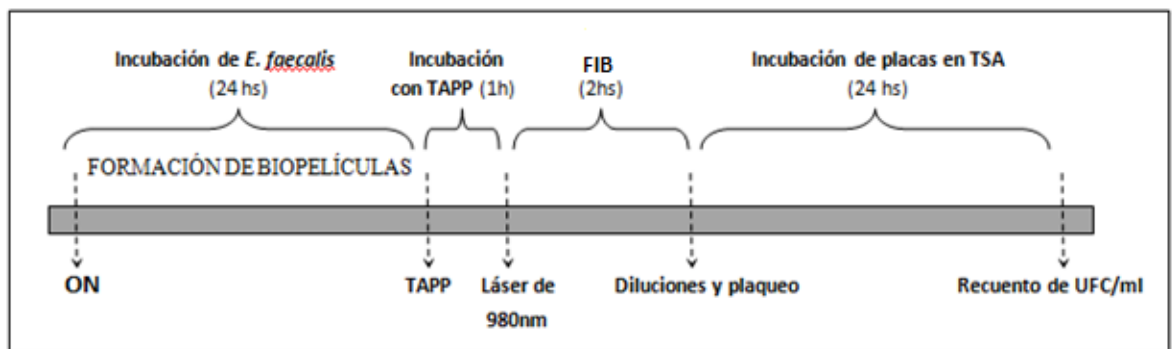 Incubación de E. faecalis
(24 hs)
Incubación
con TAPP (1h)
FIB
(2hs)
Incubación de placas en TSA
(24 hs)
FORMACIÓN DE BIOPELÍCULAS
ON
TAPP
Láser de
980nm
Diluciones y plaqueo
Recuento de UFC/ml